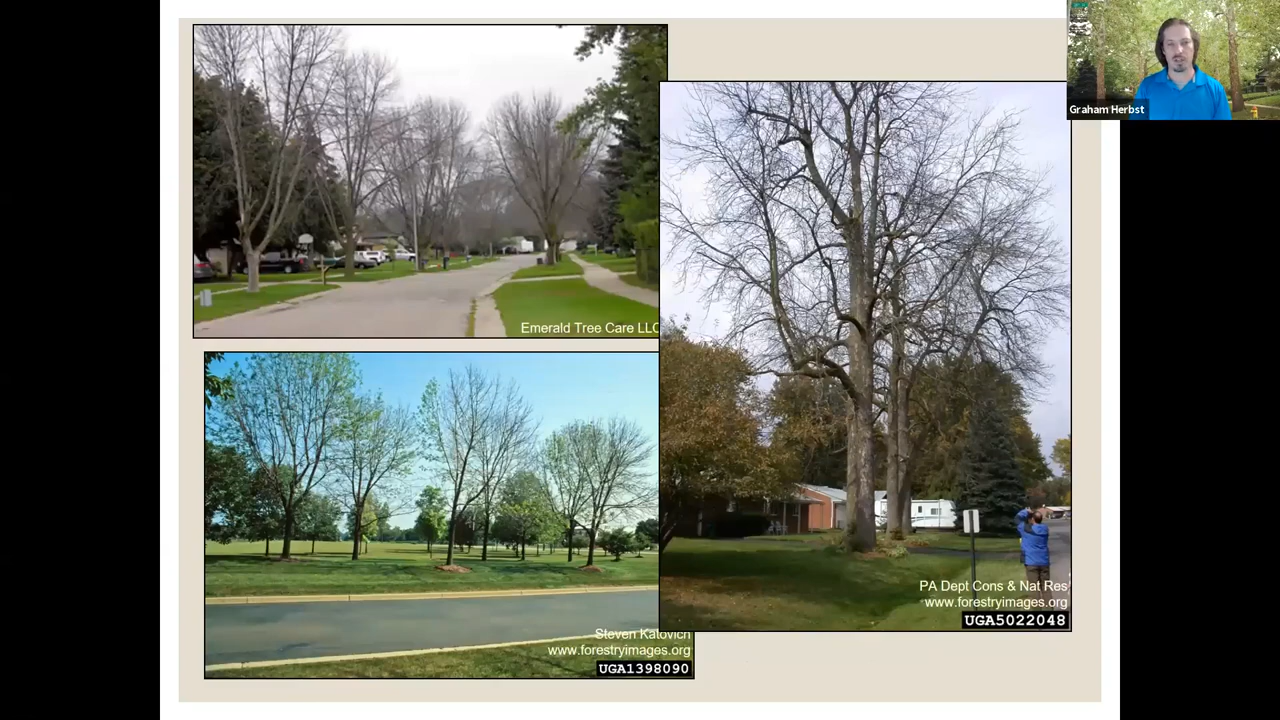 Graham Herbst
Emerald Tree Care LLC
PA Dept Cons & Nat Res
www.forestryimages.org
UGA5022048
Steven Katovich
www.forestryimages.org
UGA1398090